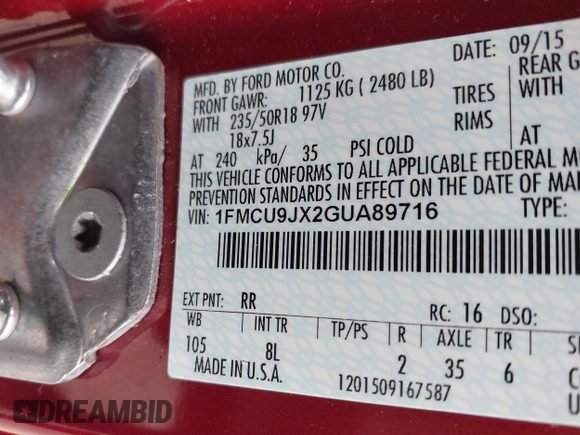 DATE: 09/15
MFD. BY FORD MOTOR CO.
FRONT GAWR: 1125 KG ( 2480 LB) REAR G
WITH 235/50R18 97V TIRES WITH
18x7.5J RIMS
AT 240 kPa/ 35 PSI COLD AT
THIS VEHICLE CONFORMS TO ALL APPLICABLE FEDERAL MO
PREVENTION STANDARDS IN EFFECT ON THE DATE OF MA
VIN: 1FMCU9JX2GUA89716 TYPE:
EXT PNT: RR RC: 16 DSO:
WB INT TR TP/PS R AXLE TR
105 8L 2 35 6
MADE IN U.S.A. 1201509167587
DREAMBID